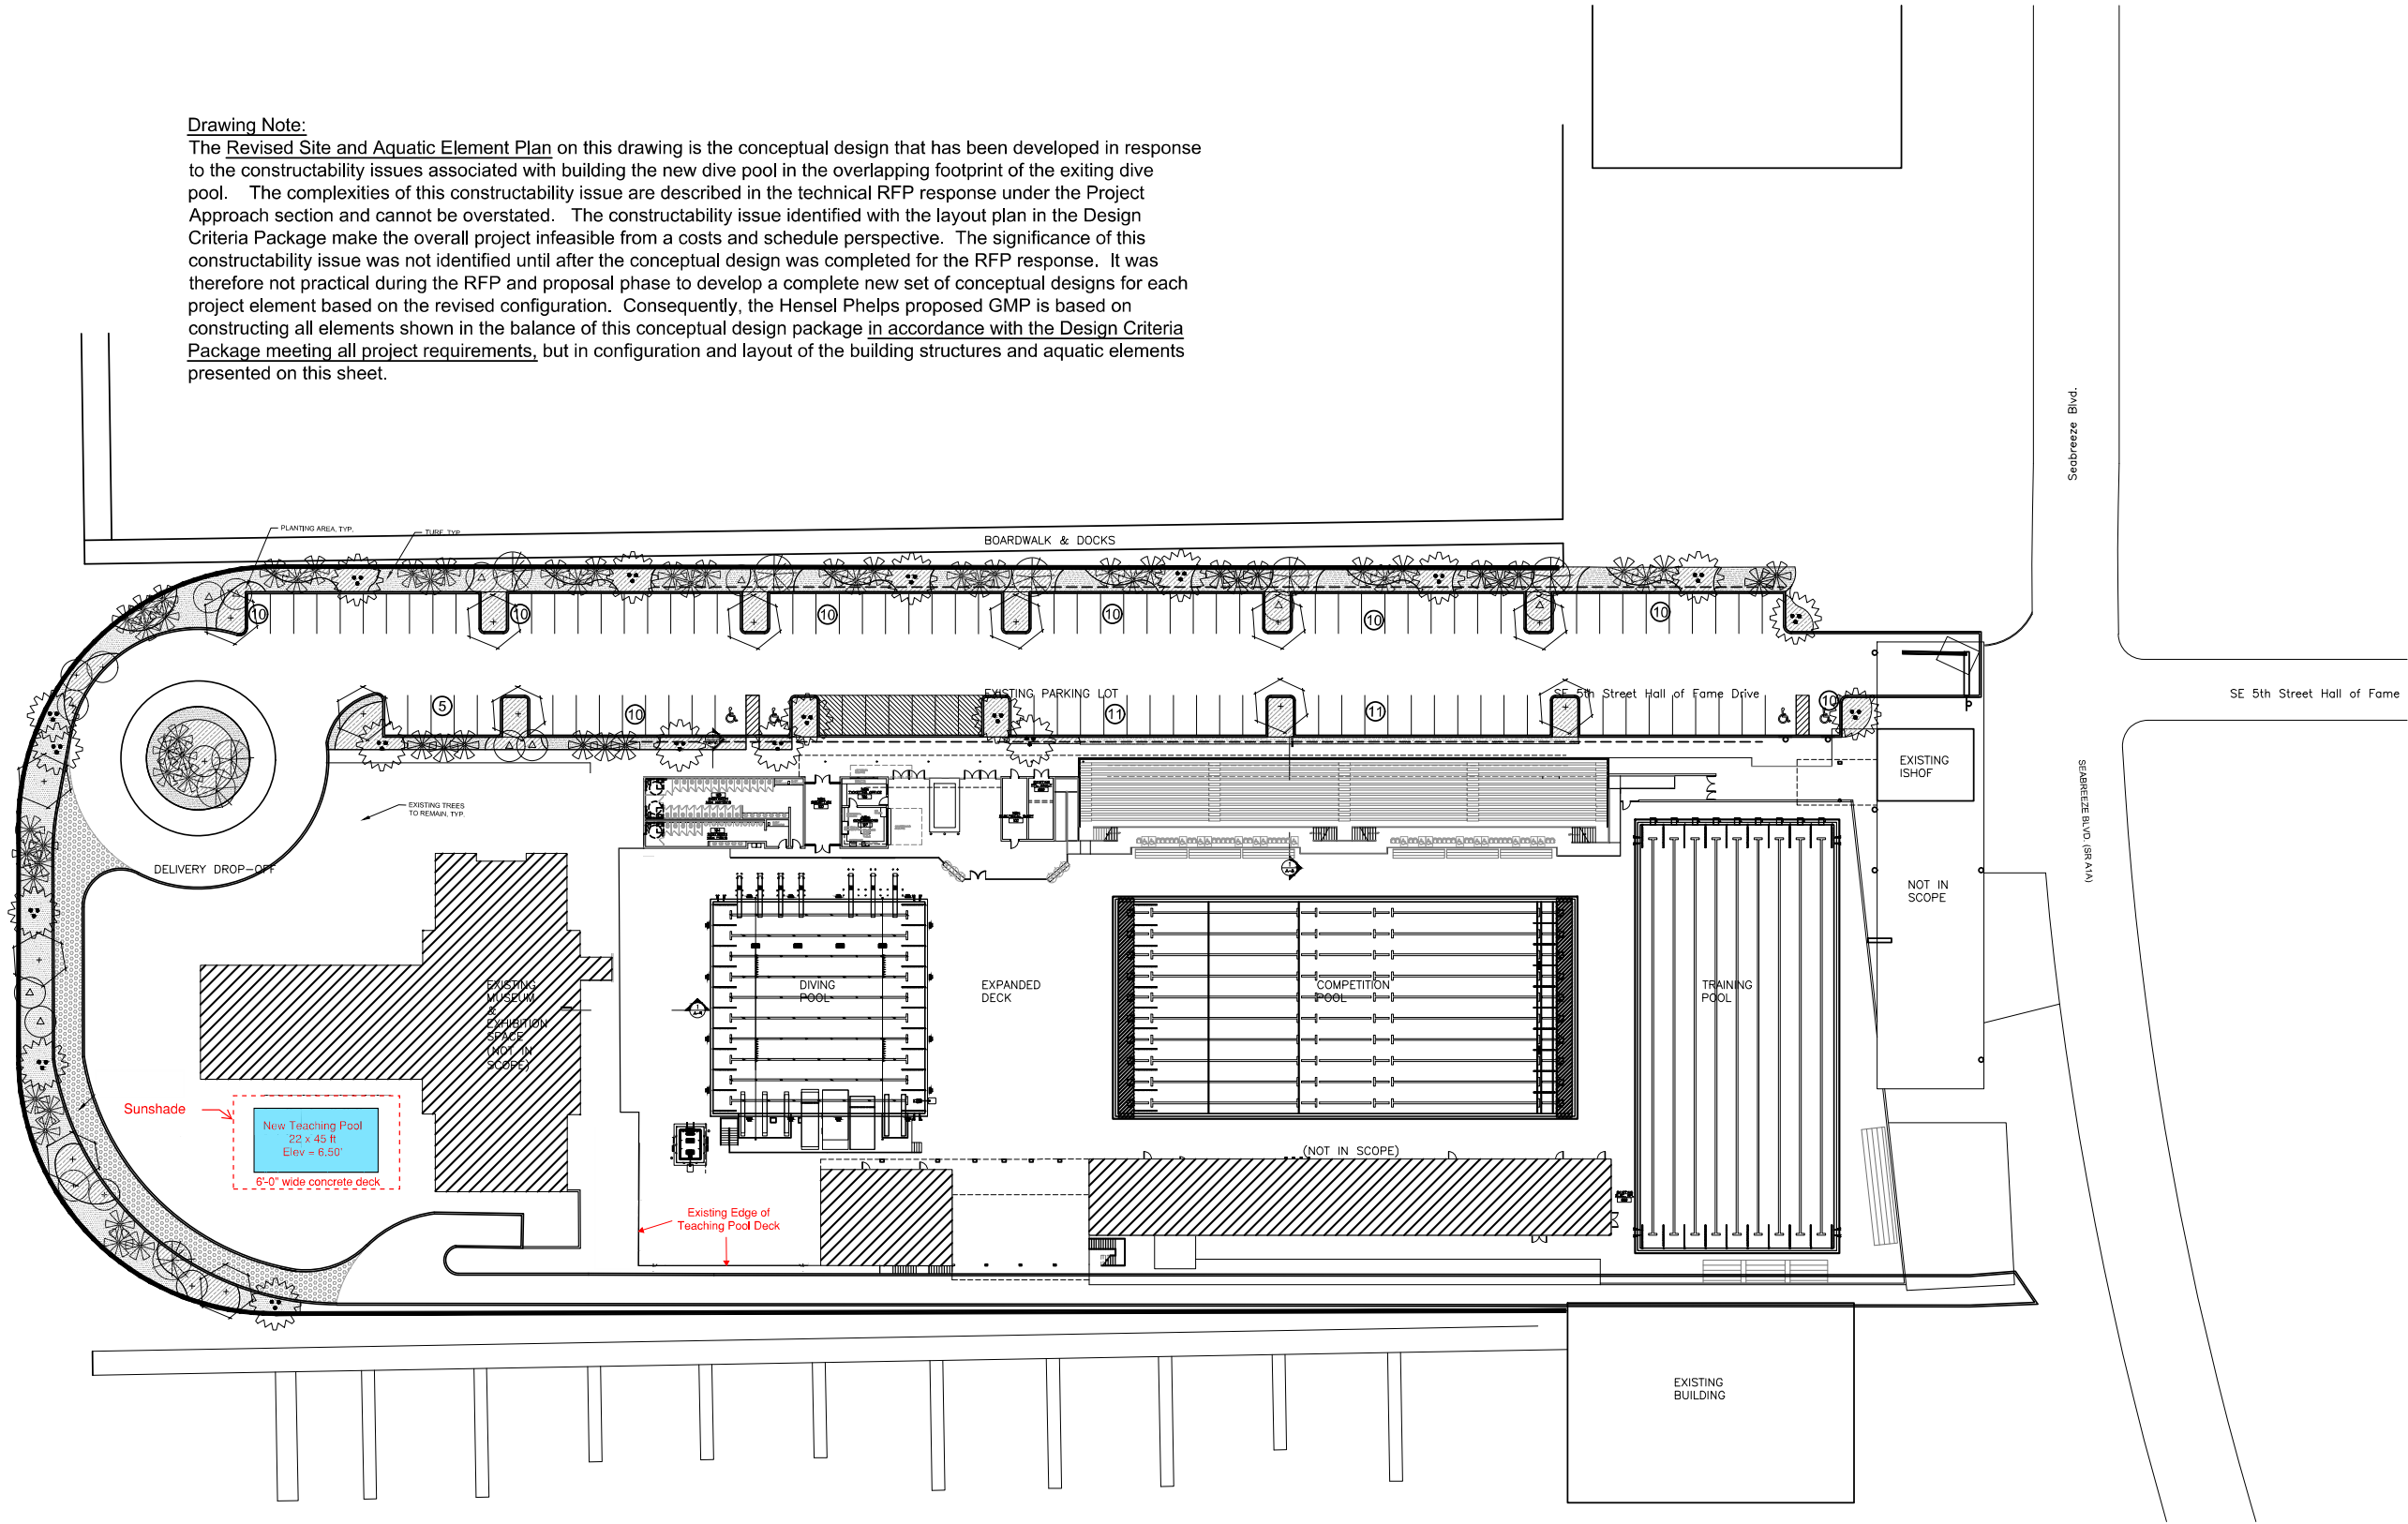 Drawing Note:
The Revised Site and Aquatic Element Plan on this drawing is the conceptual design that has been developed in response
to the constructability issues associated with building the new dive pool in the overlapping footprint of the exiting dive
pool. The complexities of this constructability issue are described in the technical RFP response under the Project
Approach section and cannot be overstated. The constructability issue identified with the layout plan in the Design
Criteria Package make the overall project infeasible from a costs and schedule perspective. The significance of this
constructability issue was not identified until after the conceptual design was completed for the RFP response. It was
therefore not practical during the RFP and proposal phase to develop a complete new set of conceptual designs for each
project element based on the revised configuration. Consequently, the Hensel Phelps proposed GMP is based on
constructing all elements shown in the balance of this conceptual design package in accordance with the Design Criteria
Package meeting all project requirements, but in configuration and layout of the building structures and aquatic elements
presented on this sheet.
Seabreeze Blvd.
PLANTING AREA, TYP.
TURF, TYP.
BOARDWALK & DOCKS
10
10
10
10
10
10
5
10
EXISTING PARKING LOT
11
11
SE 5th Street Hall of Fame Drive
10
SE 5th Street Hall of Fame
EXISTING
ISHOF
SEABREEZE BLVD. (SR A1A)
EXISTING TREES
TO REMAIN, TYP.
DELIVERY DROP-OFF
NOT IN
SCOPE
EXISTING
MUSEUM
&
EXHIBITION
SPACE
(NOT IN
SCOPE)
DIVING
POOL
EXPANDED
DECK
COMPETITION
POOL
TRAINING
POOL
Sunshade
New Teaching Pool
22 x 45 ft
Elev = 6.50'
6'-0" wide concrete deck
(NOT IN SCOPE)
Existing Edge of
Teaching Pool Deck
EXISTING
BUILDING